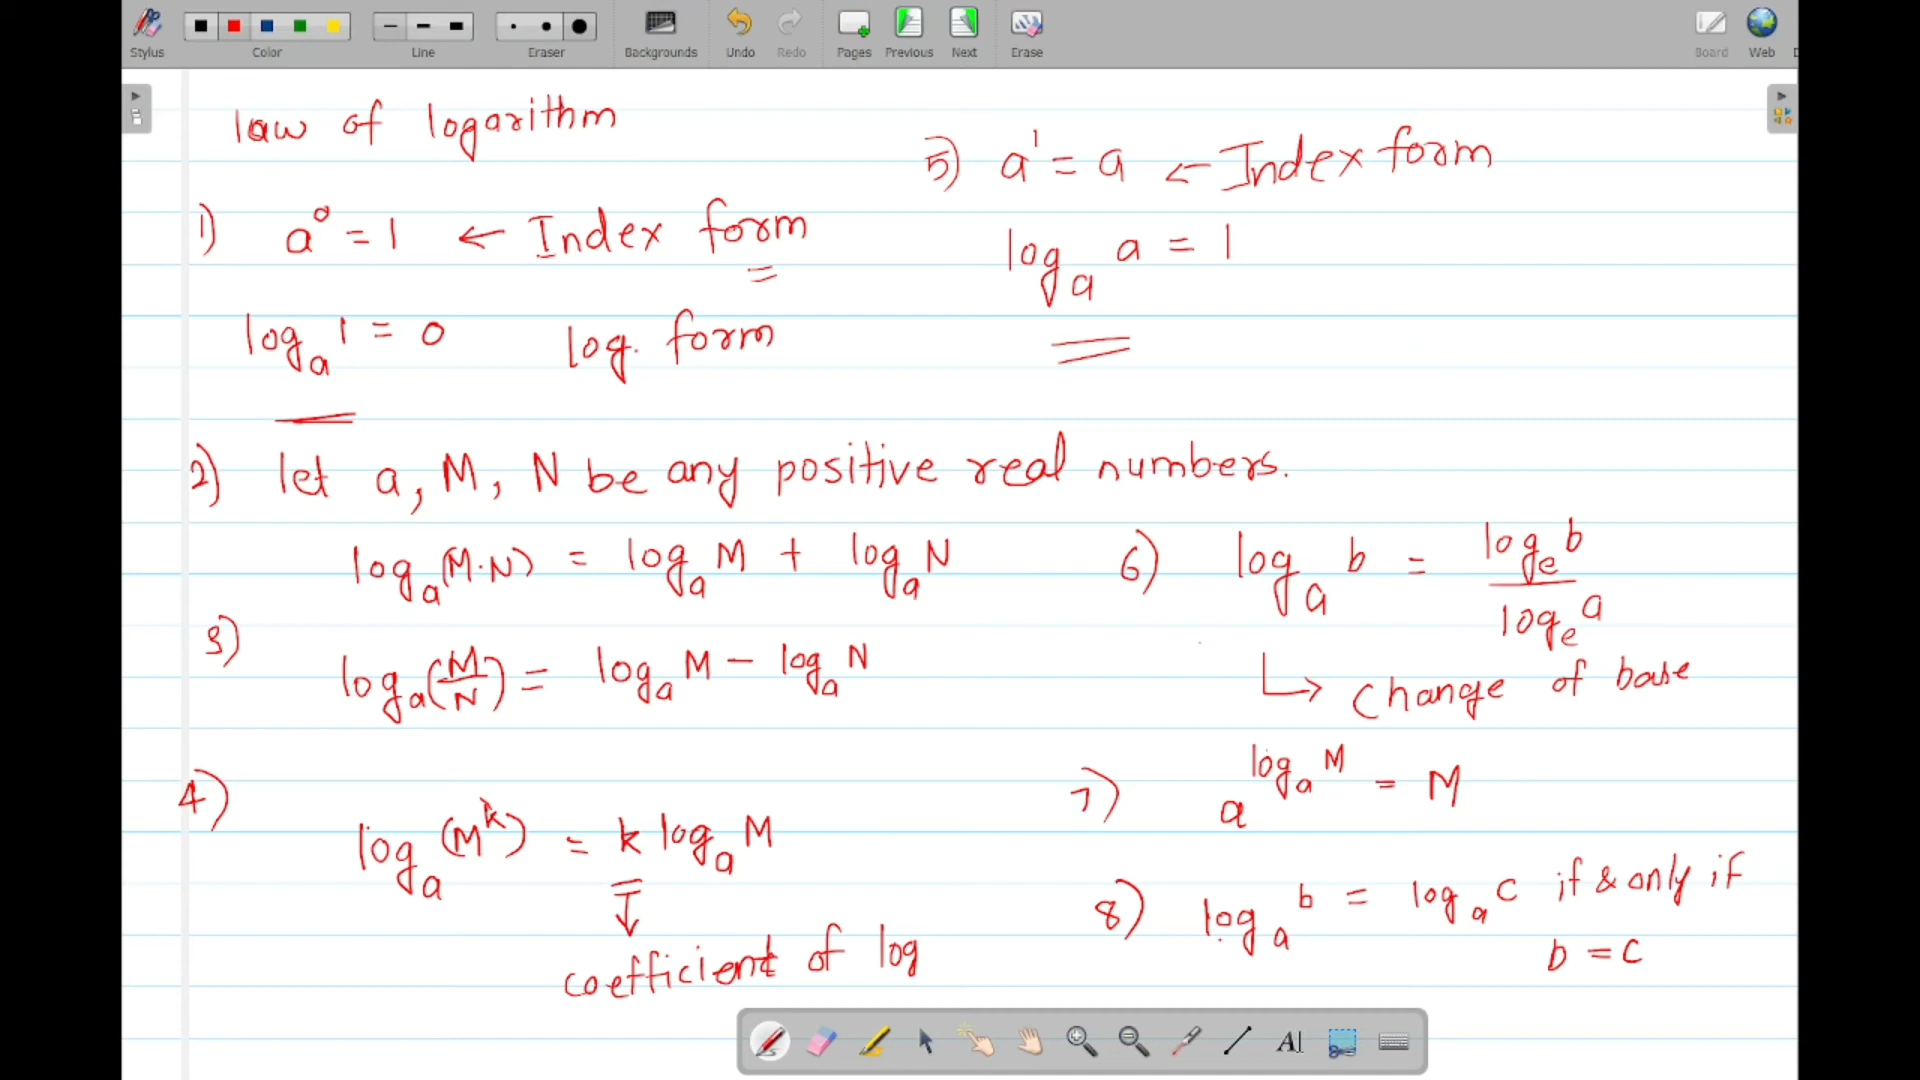 Stylus Color Line Eraser Backgrounds Undo Redo Pages Previous Next Erase Board Web
law of logarithm
1) a⁰ = 1 ← Index form
logₐ 1 = 0 log. form
2) let a, M, N be any positive real numbers.
logₐ(M·N) = logₐ M + logₐ N
3)
logₐ(M/N) = logₐ M − logₐ N
4)
logₐ(Mᵏ) = k logₐ M
coefficient of log
5) a¹ = a ← Index form
logₐ a = 1
6) logₐ b = logₑ b / logₑ a
↳ change of base
7) a^(logₐ M) = M
8) logₐ b = logₐ c if & only if
b = c